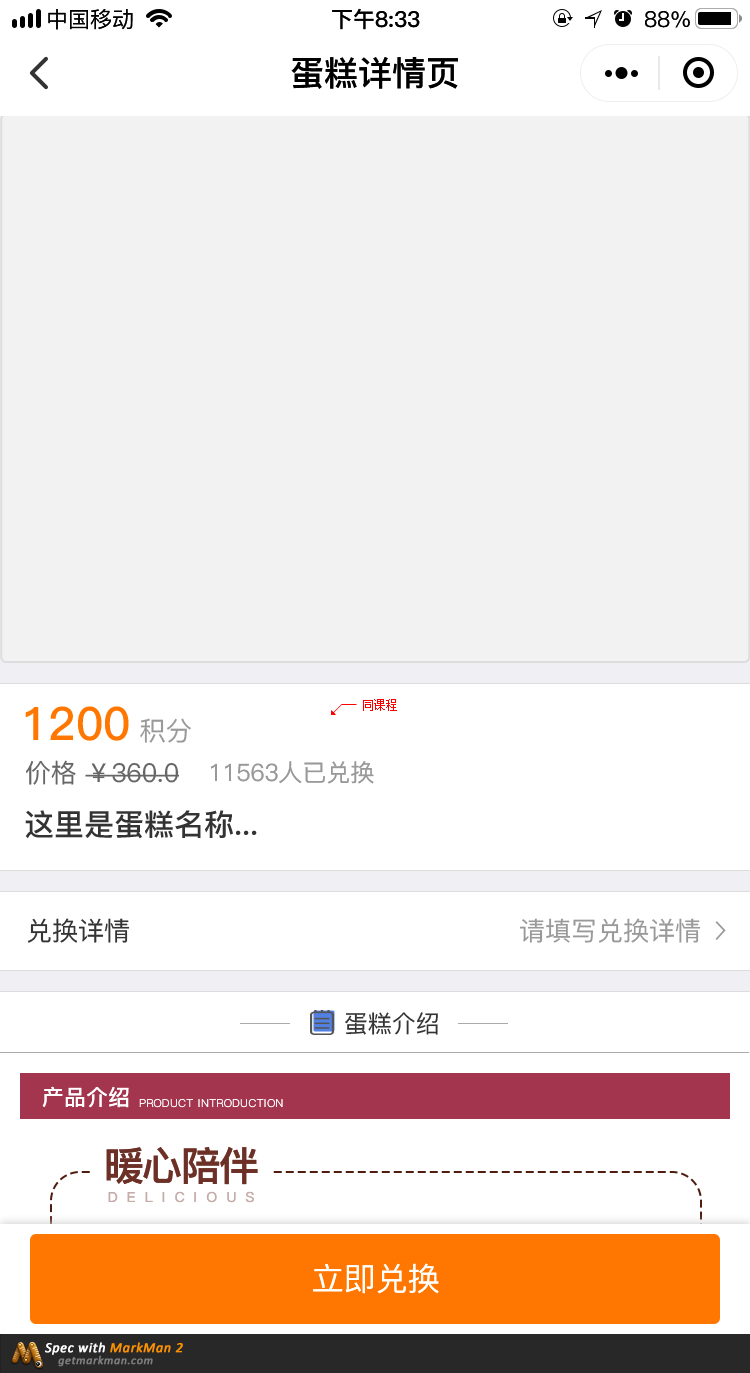 中国移动 下午8:33 88%
蛋糕详情页
同课程
1200 积分
价格 ￥360.0 11563人已兑换
这里是蛋糕名称...
兑换详情 请填写兑换详情
蛋糕介绍
产品介绍 PRODUCT INTRODUCTION
暖心陪伴
DELICIOUS
立即兑换
Spec with MarkMan 2
getmarkman.com